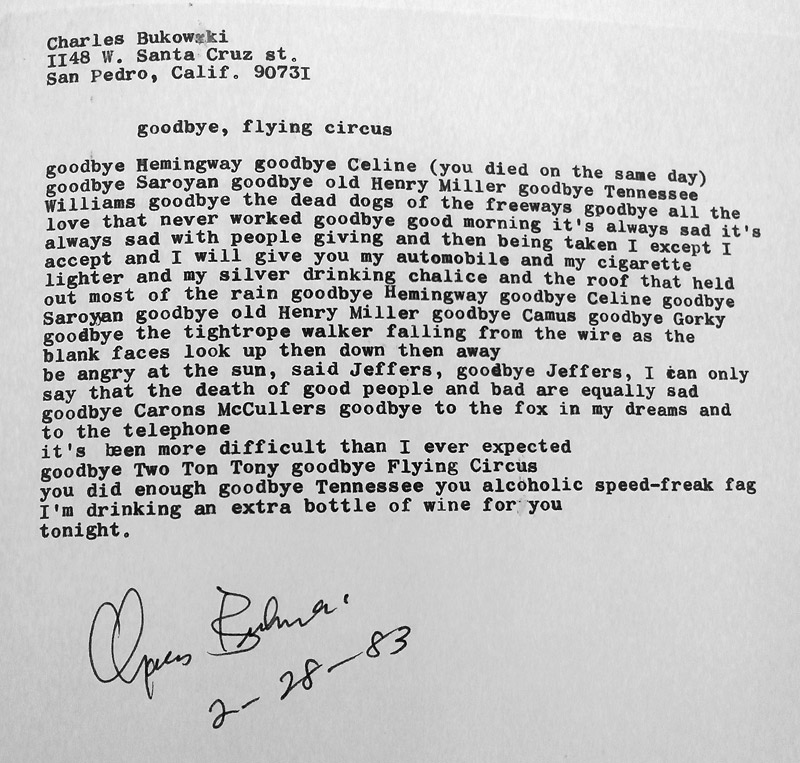 Charles Bukowski
II48 W. Santa Cruz st.
San Pedro, Calif. 9073I
goodbye, flying circus
goodbye Hemingway goodbye Celine (you died on the same day)
goodbye Saroyan goodbye old Henry Miller goodbye Tennessee
Williams goodbye the dead dogs of the freeways gpodbye all the
love that never worked goodbye good morning it's always sad it's
always sad with people giving and then being taken I except I
accept and I will give you my automobile and my cigarette
lighter and my silver drinking chalice and the roof that held
out most of the rain goodbye Hemingway goodbye Celine goodbye
Saroyan goodbye old Henry Miller goodbye Camus goodbye Gorky
goodbye the tightrope walker falling from the wire as the
blank faces look up then down then away
be angry at the sun, said Jeffers, goodbye Jeffers, I can only
say that the death of good people and bad are equally sad
goodbye Carons McCullers goodbye to the fox in my dreams and
to the telephone
it's been more difficult than I ever expected
goodbye Two Ton Tony goodbye Flying Circus
you did enough goodbye Tennessee you alcoholic speed-freak fag
I'm drinking an extra bottle of wine for you
tonight.
Charles Bukowski
2-28-83